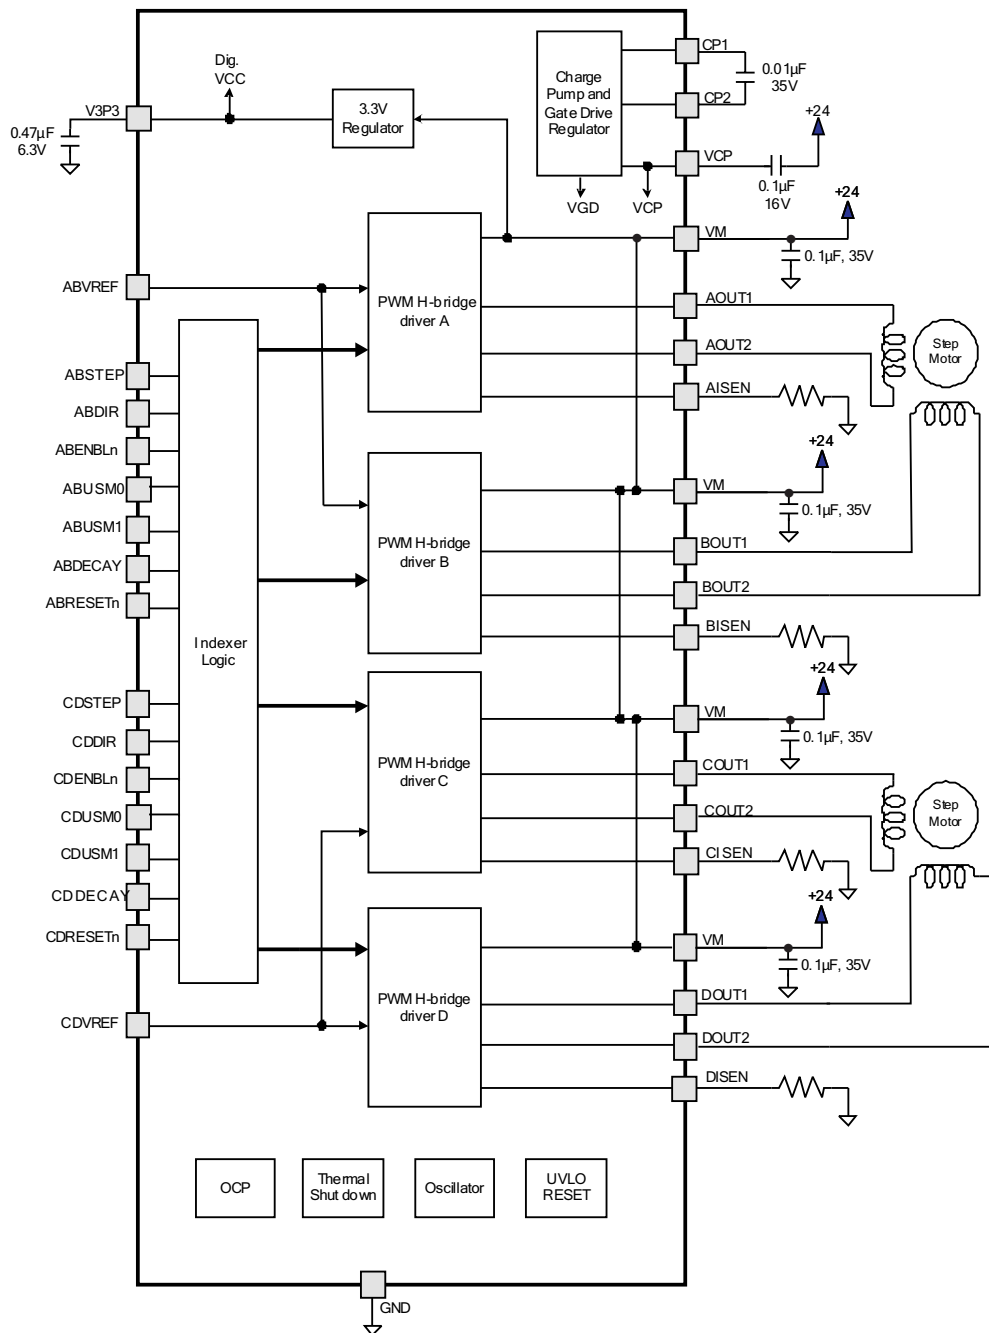 Dig.
VCC
V3P3
0.47µF
6.3V
3.3V
Regulator
Charge
Pump and
Gate Drive
Regulator
CP1
0.01µF
35V
CP2
+24
VCP
0.1µF
16V
VGD
VCP
+24
VM
0.1µF, 35V
ABVREF
PWM H-bridge
driver A
AOUT1
AOUT2
Step
Motor
AISEN
ABSTEP
ABDIR
ABENBLn
ABUSM0
ABUSM1
ABDECAY
ABRESETn
+24
VM
0.1µF, 35V
PWM H-bridge
driver B
BOUT1
BOUT2
BISEN
Indexer
Logic
+24
CDSTEP
CDDIR
CDENBLn
CDUSM0
CDUSM1
CDDECAY
CDRESETn
VM
0.1µF, 35V
PWM H-bridge
driver C
COUT1
COUT2
Step
Motor
CISEN
+24
VM
0.1µF, 35V
PWM H-bridge
driver D
DOUT1
CDVREF
DOUT2
DISEN
OCP
Thermal
Shut down
Oscillator
UVLO
RESET
GND